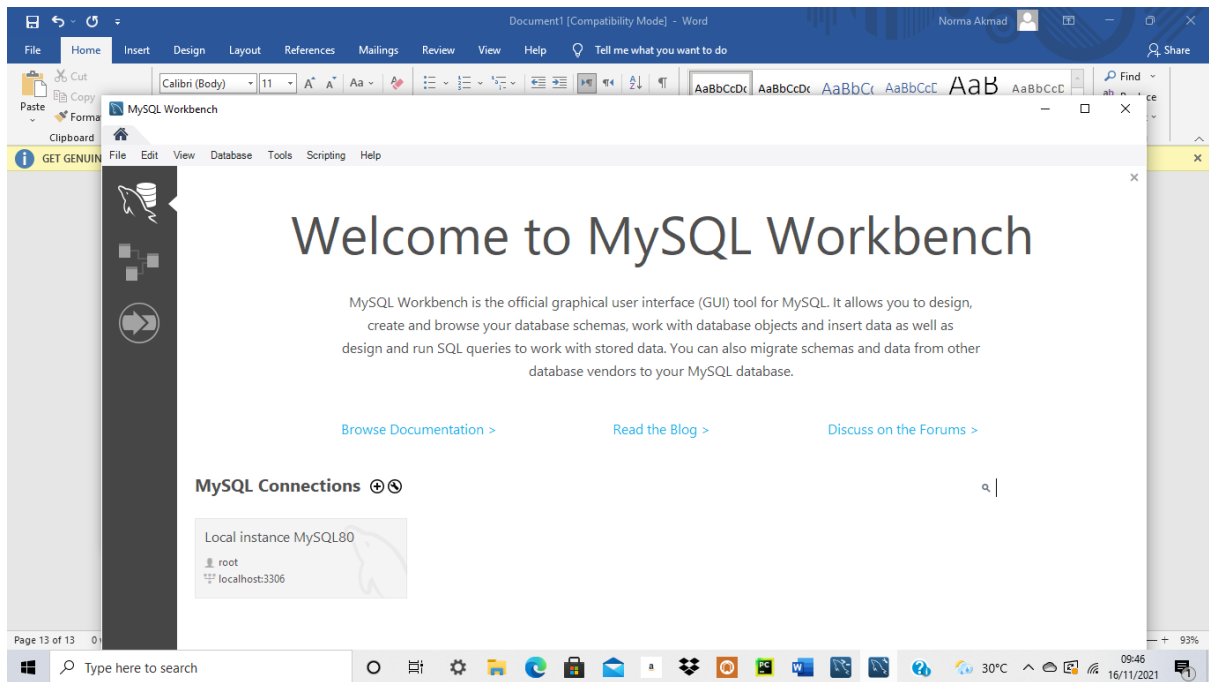 Document1 [Compatibility Mode] - Word
Norma Akmad
File Home Insert Design Layout References Mailings Review View Help Tell me what you want to do Share
Cut
Copy
Paste
Forma
Clipboard
Calibri (Body) 11 Aa
AaBbCcDc AaBbCcDc AaBbC( AaBbCcE AaB AaBbCcC
Find
ce
GET GENUIN
MySQL Workbench
File Edit View Database Tools Scripting Help
Welcome to MySQL Workbench
MySQL Workbench is the official graphical user interface (GUI) tool for MySQL. It allows you to design,
create and browse your database schemas, work with database objects and insert data as well as
design and run SQL queries to work with stored data. You can also migrate schemas and data from other
database vendors to your MySQL database.
Browse Documentation >
Read the Blog >
Discuss on the Forums >
MySQL Connections
Local instance MySQL80
root
localhost:3306
Page 13 of 13 0
93%
Type here to search
30°C
09:46
16/11/2021